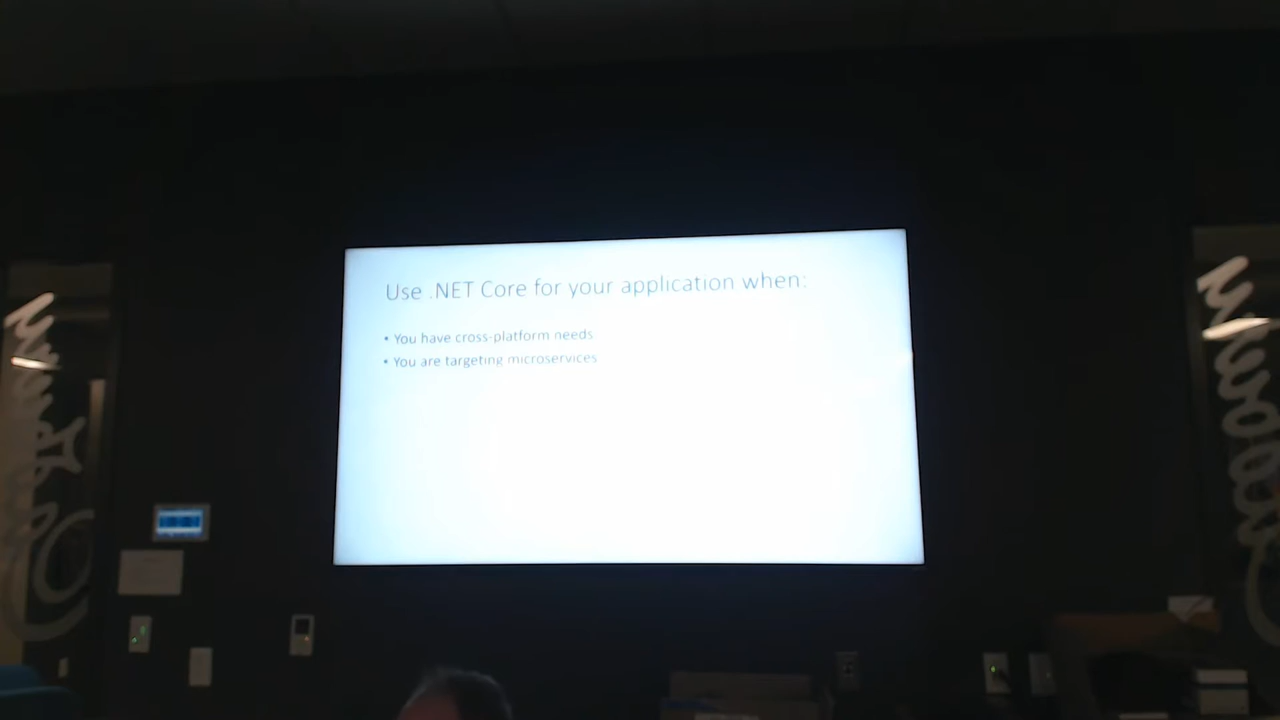 Use .NET Core for your application when:
• You have cross-platform needs
• You are targeting microservices